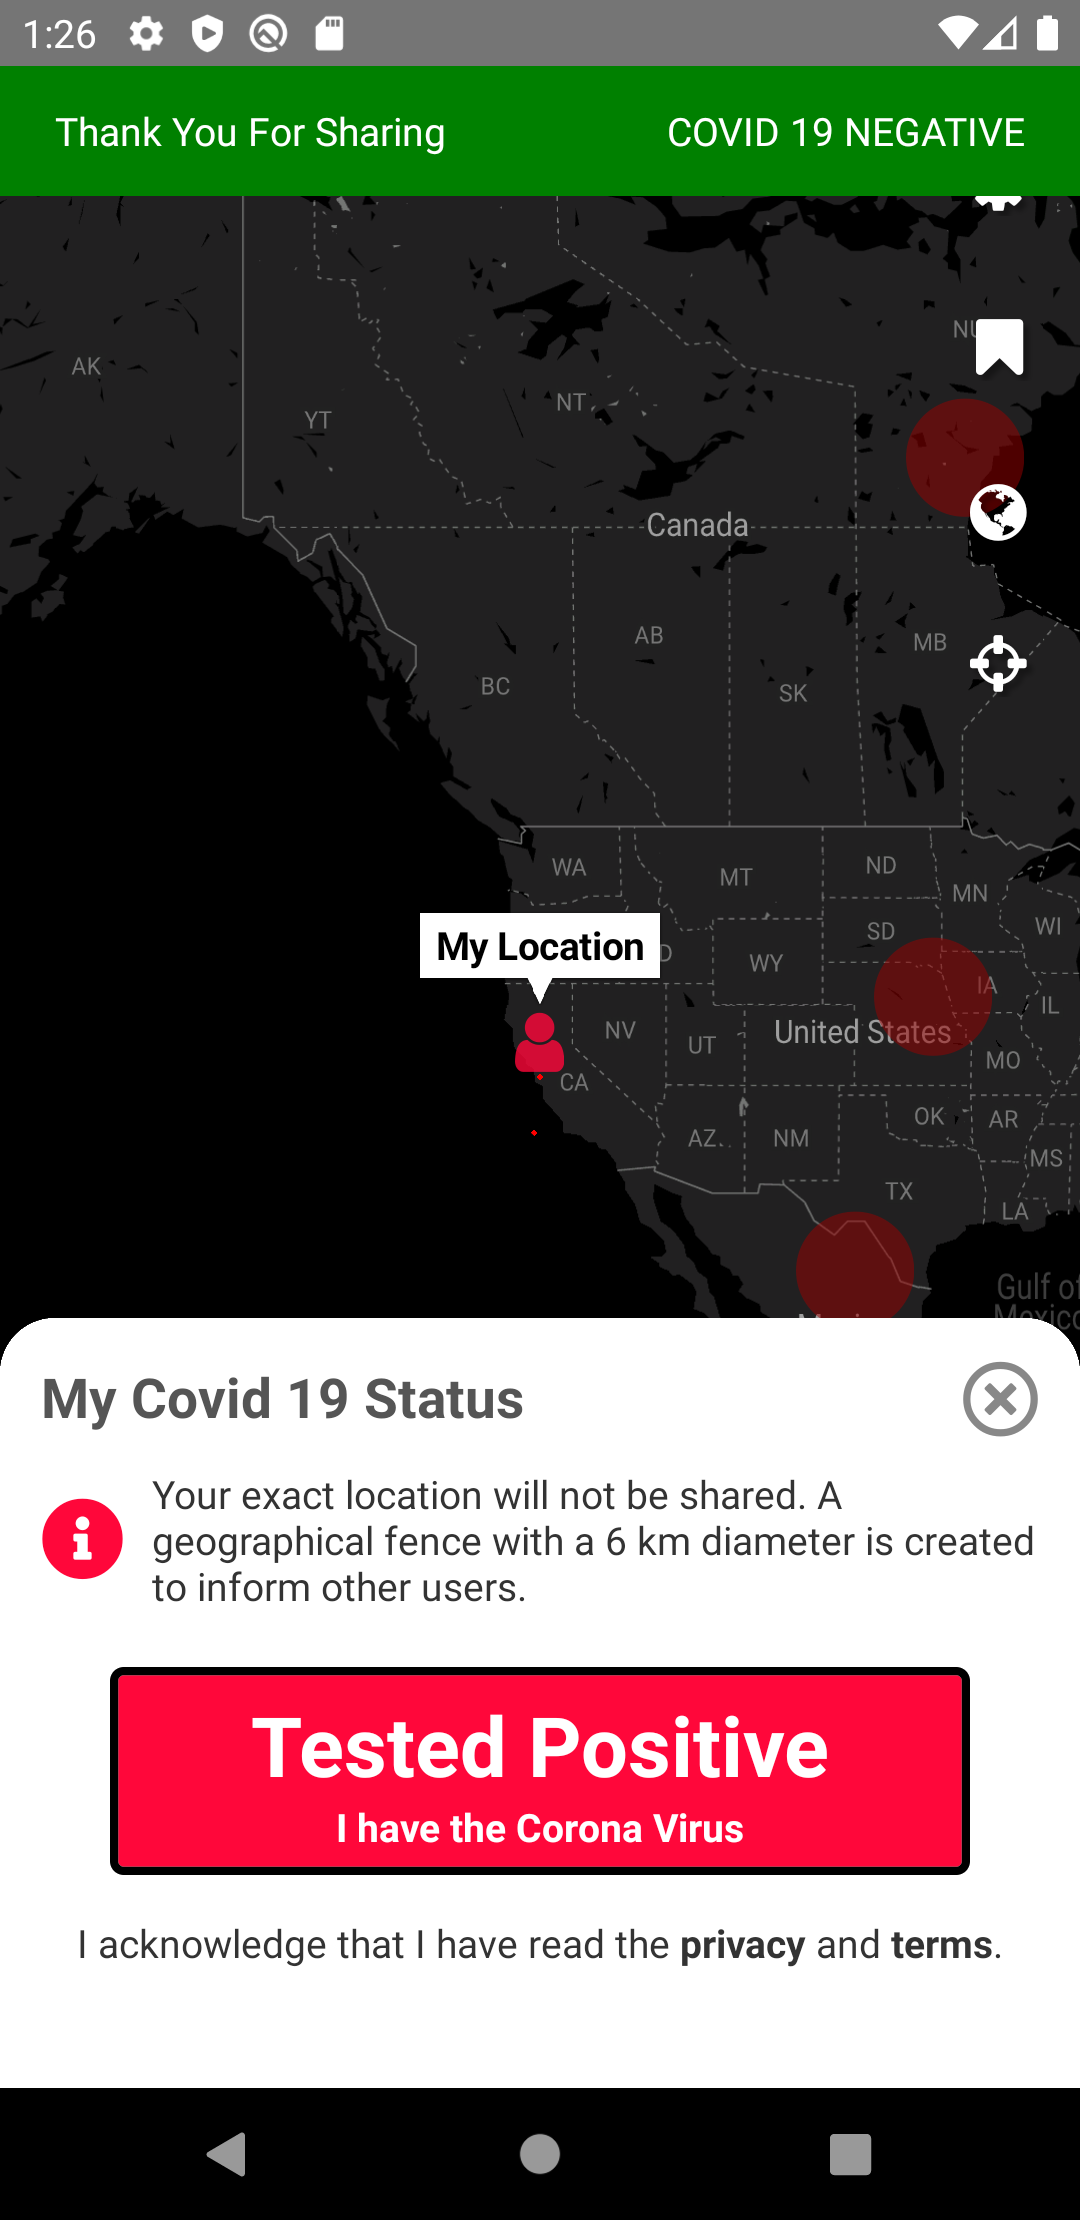 1:26
Thank You For Sharing
COVID 19 NEGATIVE
AK
YT
NT
Canada
BC
AB
SK
MB
WA
MT
ND
MN
SD
WI
My Location
WY
IA
IL
NV
UT
United States
MO
CA
AZ
NM
OK
AR
MS
TX
LA
Gulf of
My Covid 19 Status
Your exact location will not be shared. A
geographical fence with a 6 km diameter is created
to inform other users.
Tested Positive
I have the Corona Virus
I acknowledge that I have read the privacy and terms.